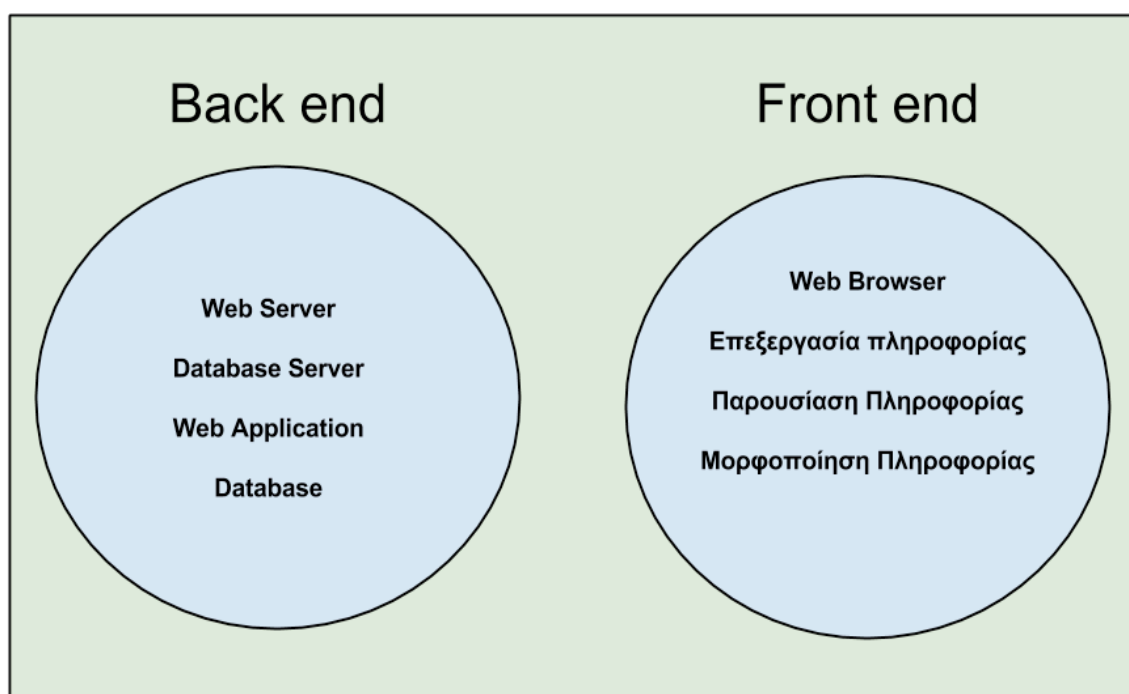 Back end
Web Server
Database Server
Web Application
Database
Front end
Web Browser
Επεξεργασία πληροφορίας
Παρουσίαση Πληροφορίας
Μορφοποίηση Πληροφορίας